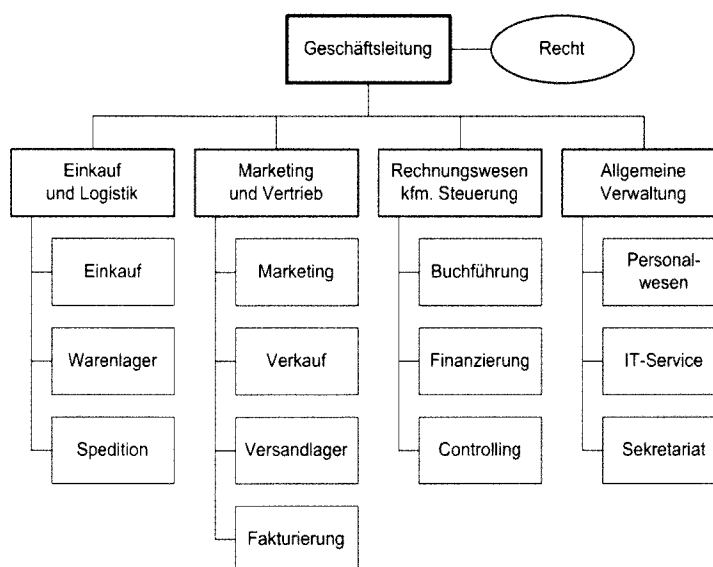 Geschäftsleitung
Recht
Einkauf
und Logistik
Marketing
und Vertrieb
Rechnungswesen
kfm. Steuerung
Allgemeine
Verwaltung
Einkauf
Marketing
Buchführung
Personal-
wesen
Warenlager
Verkauf
Finanzierung
IT-Service
Spedition
Versandlager
Controlling
Sekretariat
Fakturierung